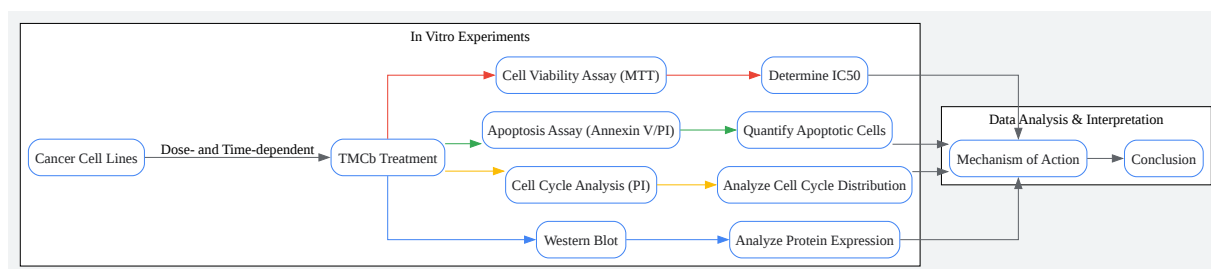 In Vitro Experiments
Cell Viability Assay (MTT)
Determine IC50
Apoptosis Assay (Annexin V/PI)
Quantify Apoptotic Cells
Data Analysis & Interpretation
Cancer Cell Lines
Dose- and Time-dependent
TMCb Treatment
Mechanism of Action
Conclusion
Cell Cycle Analysis (PI)
Analyze Cell Cycle Distribution
Western Blot
Analyze Protein Expression